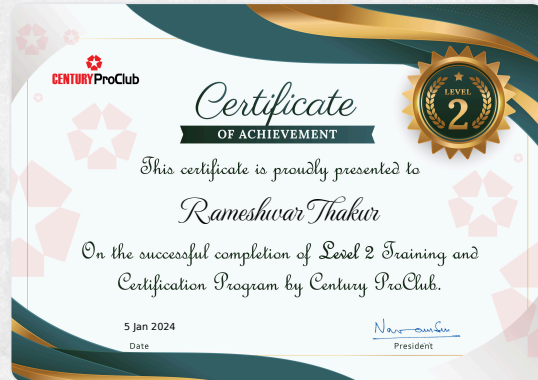 CENTURY ProClub
Certificate
OF ACHIEVEMENT
LEVEL
2
This certificate is proudly presented to
Rameshwar Thakur
On the successful completion of Level 2 Training and
Certification Program by Century ProClub.
5 Jan 2024
Date
President